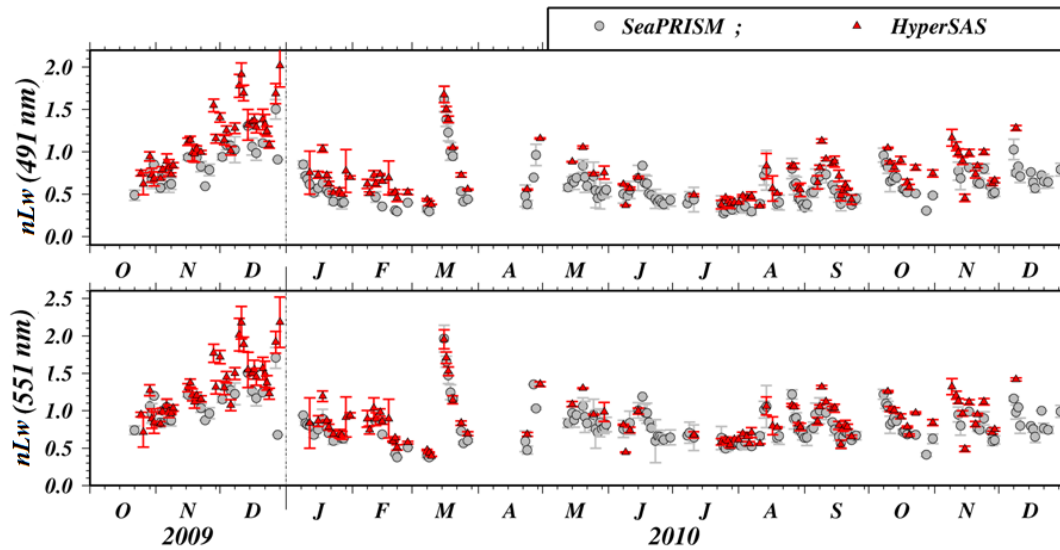 SeaPRISM ; HyperSAS
nLw (491 nm)
2.0
1.5
1.0
0.5
0.0
O N D J F M A M J J A S O N D
nLw (551 nm)
2.5
2.0
1.5
1.0
0.5
0.0
O N D J F M A M J J A S O N D
2009 2010